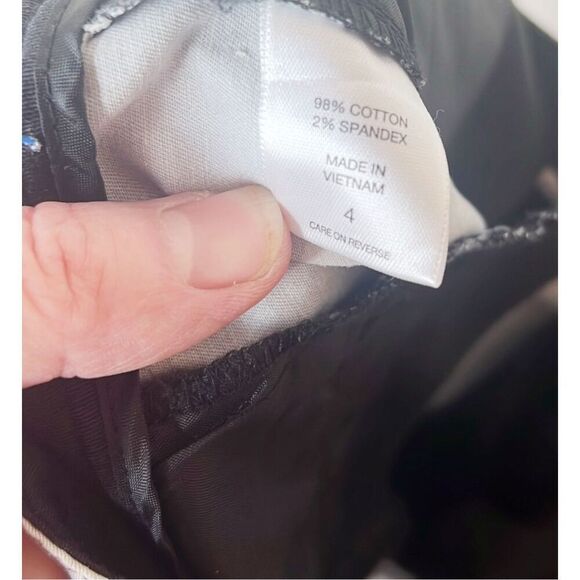 98% COTTON
2% SPANDEX
MADE IN
VIETNAM
4
CARE ON REVERSE